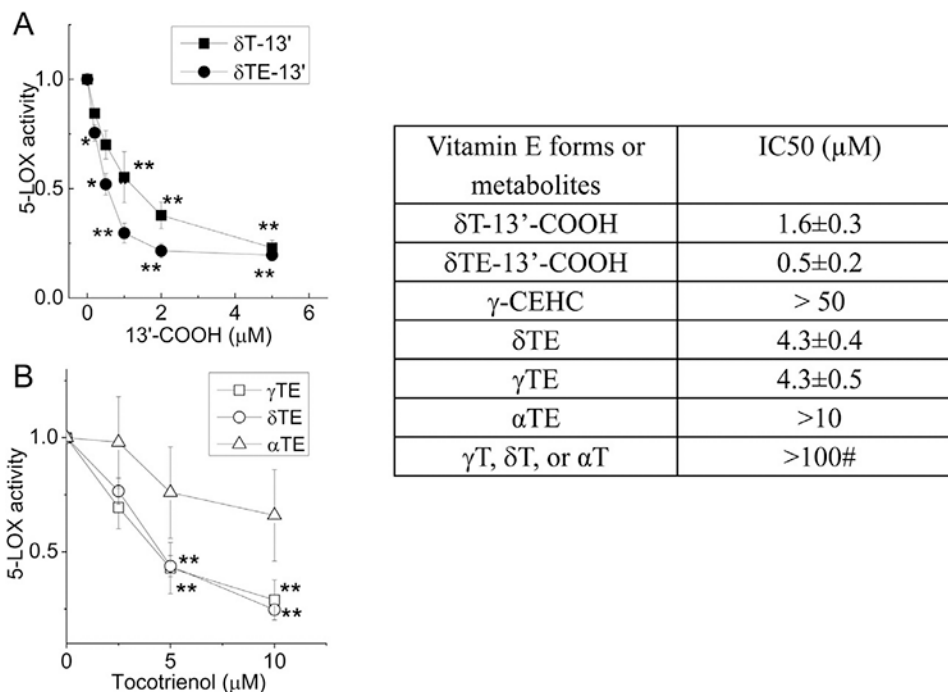 A
δT-13'
δTE-13'
5-LOX activity
1.0
0.5
0.0
*
*
**
**
**
**
**
**
0 2 4 6
13'-COOH (μM)
B
γTE
δTE
αTE
5-LOX activity
1.0
0.5
**
**
**
**
0 5 10
Tocotrienol (μM)
Vitamin E forms or IC50 (μM)
metabolites
δT-13’-COOH 1.6±0.3
δTE-13’-COOH 0.5±0.2
γ-CEHC > 50
δTE 4.3±0.4
γTE 4.3±0.5
αTE >10
γT, δT, or αT >100#